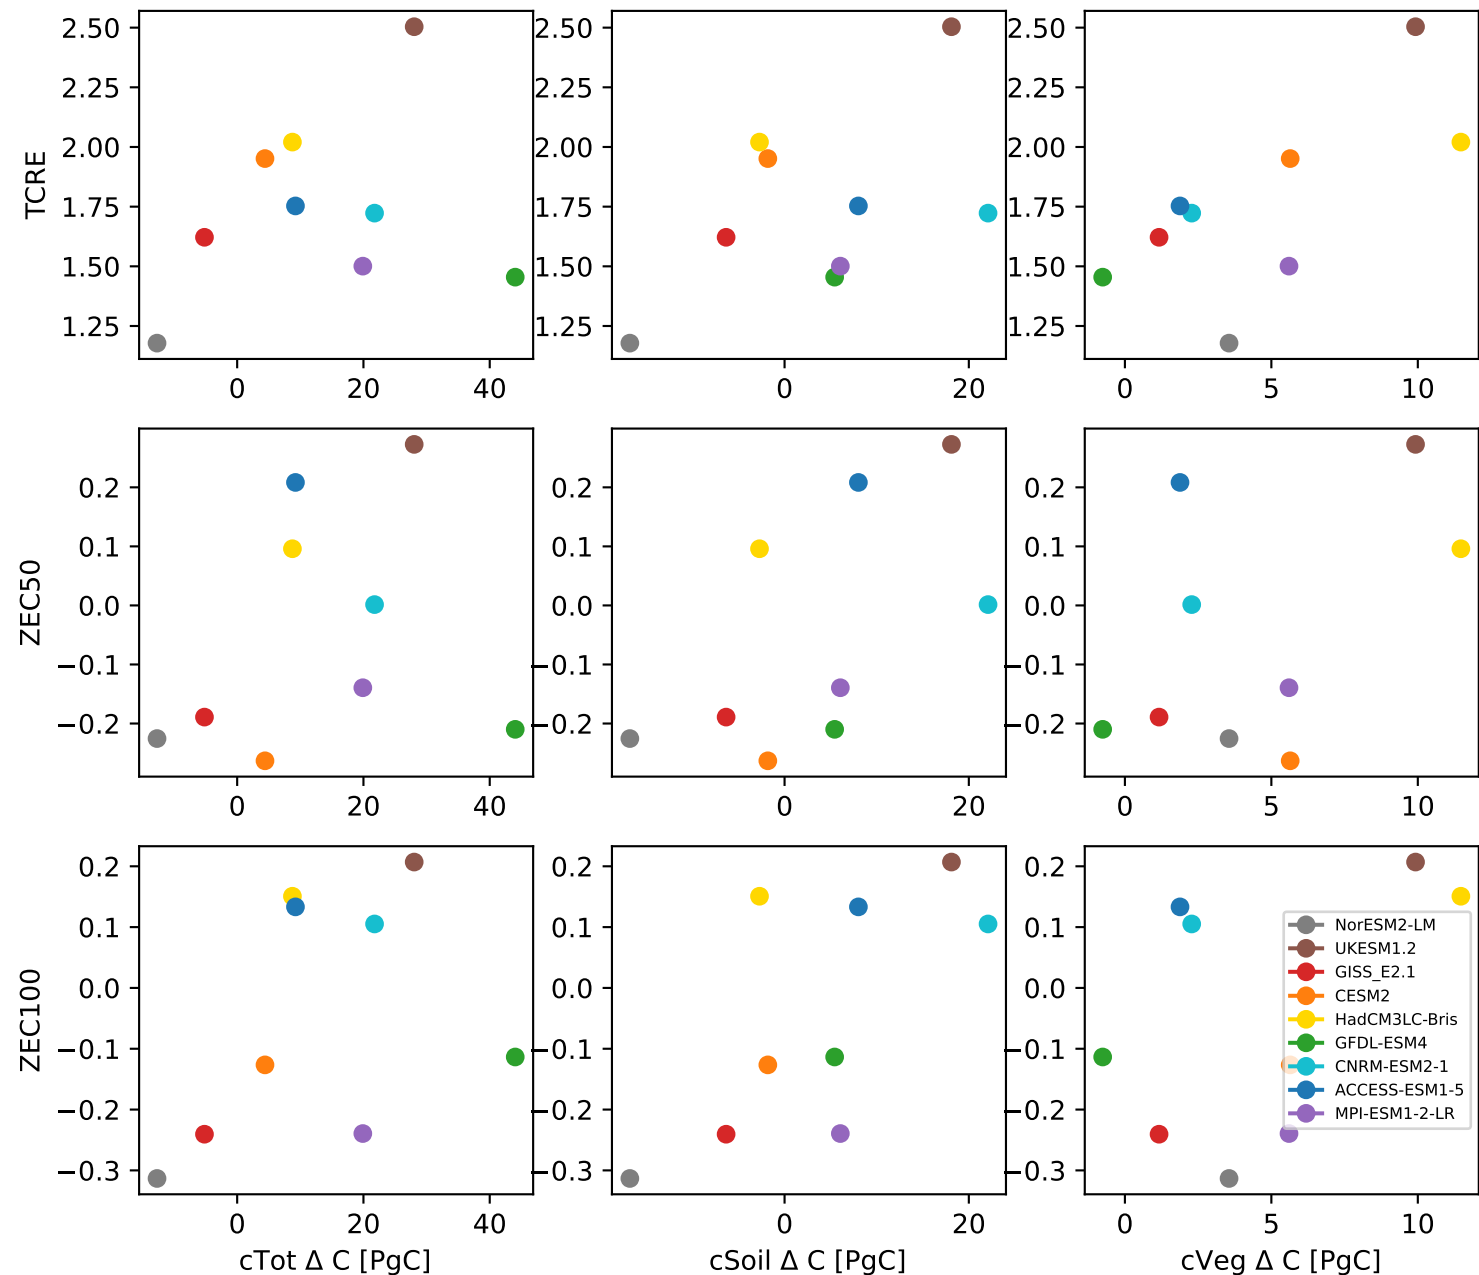 2.50
2.25
2.00
1.75
1.50
1.25
TCRE
0 20 40
2.50
2.25
2.00
1.75
1.50
1.25
0 20
2.50
2.25
2.00
1.75
1.50
1.25
0 5 10
0.2
0.1
0.0
−0.1
−0.2
ZEC50
0 20 40
0.2
0.1
0.0
−0.1
−0.2
0 20
0.2
0.1
0.0
−0.1
−0.2
0 5 10
0.2
0.1
0.0
−0.1
−0.2
−0.3
ZEC100
0 20 40
cTot Δ C [PgC]
0.2
0.1
0.0
−0.1
−0.2
−0.3
0 20
cSoil Δ C [PgC]
0.2
0.1
0.0
−0.1
−0.2
−0.3
NorESM2-LM
UKESM1.2
GISS_E2.1
CESM2
HadCM3LC-Bris
GFDL-ESM4
CNRM-ESM2-1
ACCESS-ESM1-5
MPI-ESM1-2-LR
0 5 10
cVeg Δ C [PgC]